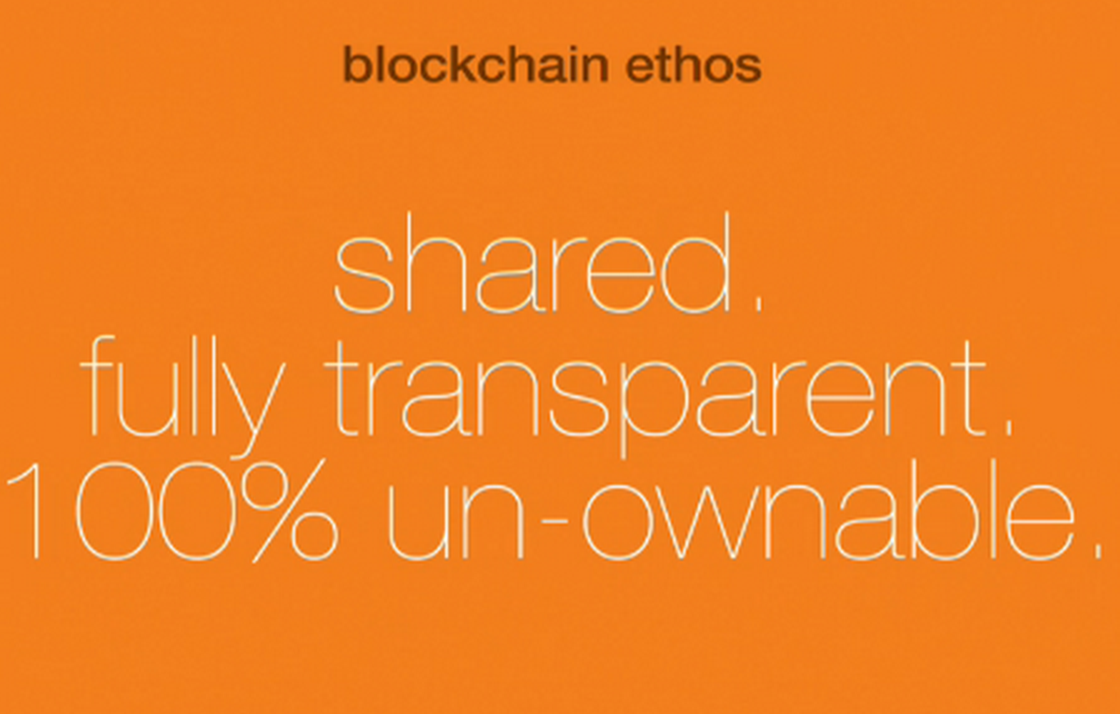 blockchain ethos
shared.
fully transparent.
100% un-ownable.